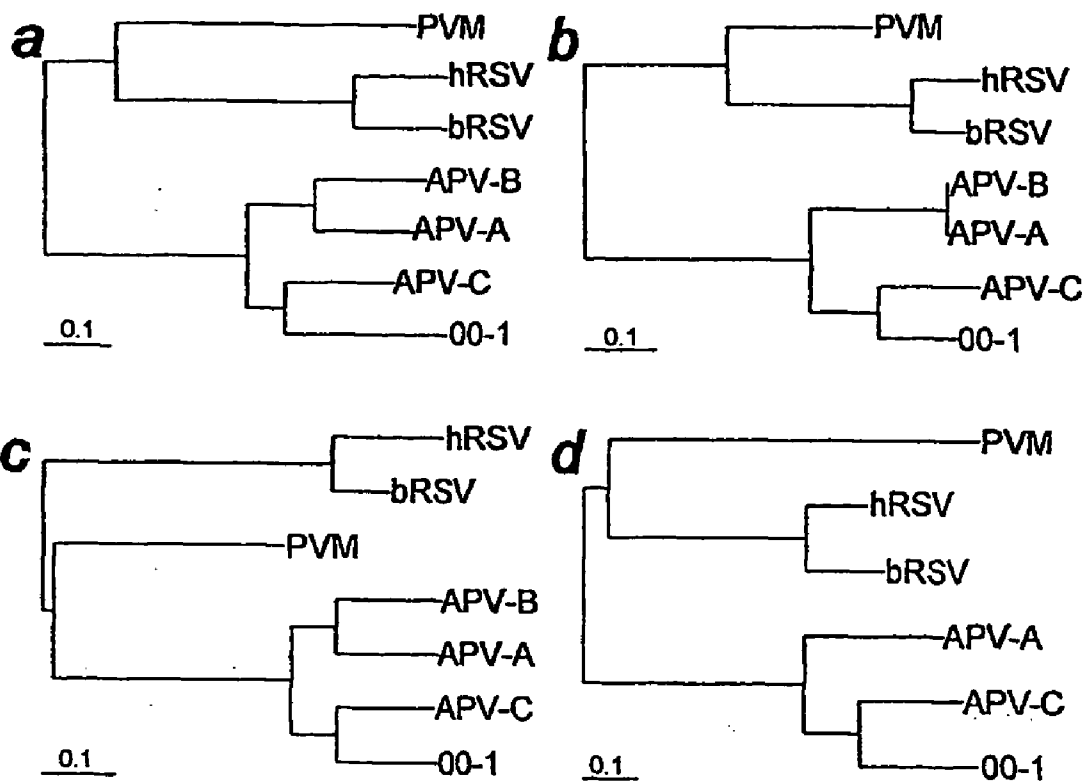 a
PVM
hRSV
bRSV
APV-B
APV-A
APV-C
00-1
0.1
b
PVM
hRSV
bRSV
APV-B
APV-A
APV-C
00-1
0.1
c
hRSV
bRSV
PVM
APV-B
APV-A
APV-C
00-1
0.1
d
PVM
hRSV
bRSV
APV-A
APV-C
00-1
0.1